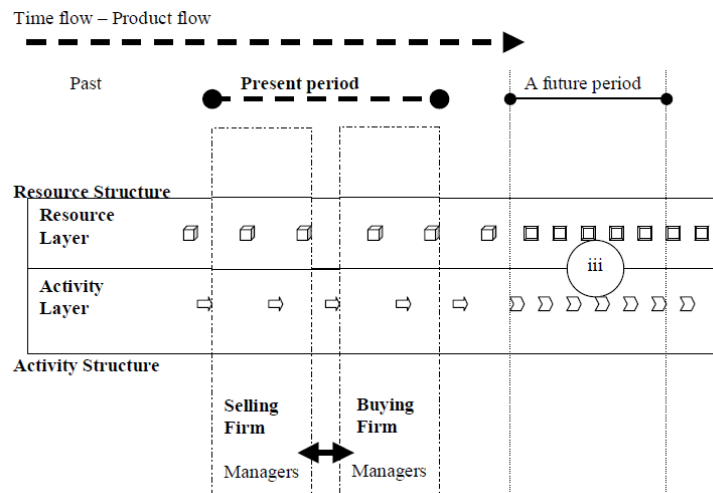 Time flow – Product flow
Past
Present period
A future period
Resource Structure
Resource
Layer
iii
Activity
Layer
Activity Structure
Selling
Firm
Buying
Firm
Managers
Managers